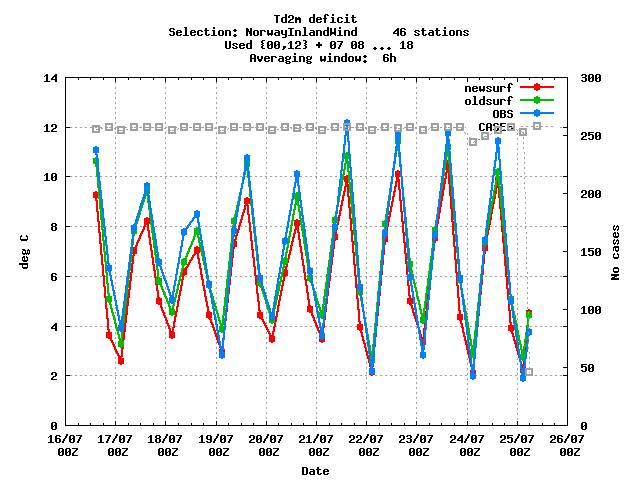 Td2m deficit
Selection: NorwayInlandWind     46 stations
Used {00,12} + 07 08 ... 18
Averaging window:  6h
newsurf
oldsurf
OBS
CASES
14
12
10
8
6
4
2
0
deg C
300
250
200
150
100
50
0
No cases
16/07 17/07 18/07 19/07 20/07 21/07 22/07 23/07 24/07 25/07 26/07
00Z 00Z 00Z 00Z 00Z 00Z 00Z 00Z 00Z 00Z 00Z
Date